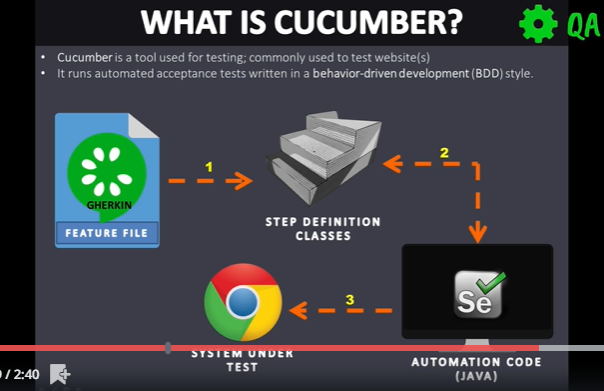 WHAT IS CUCUMBER?
QA
• Cucumber is a tool used for testing; commonly used to test website(s)
• It runs automated acceptance tests written in a behavior-driven development (BDD) style.
1
2
GHERKIN
FEATURE FILE
STEP DEFINITION
CLASSES
Se
3
SYSTEM UNDER
TEST
AUTOMATION CODE
(JAVA)
/ 2:40